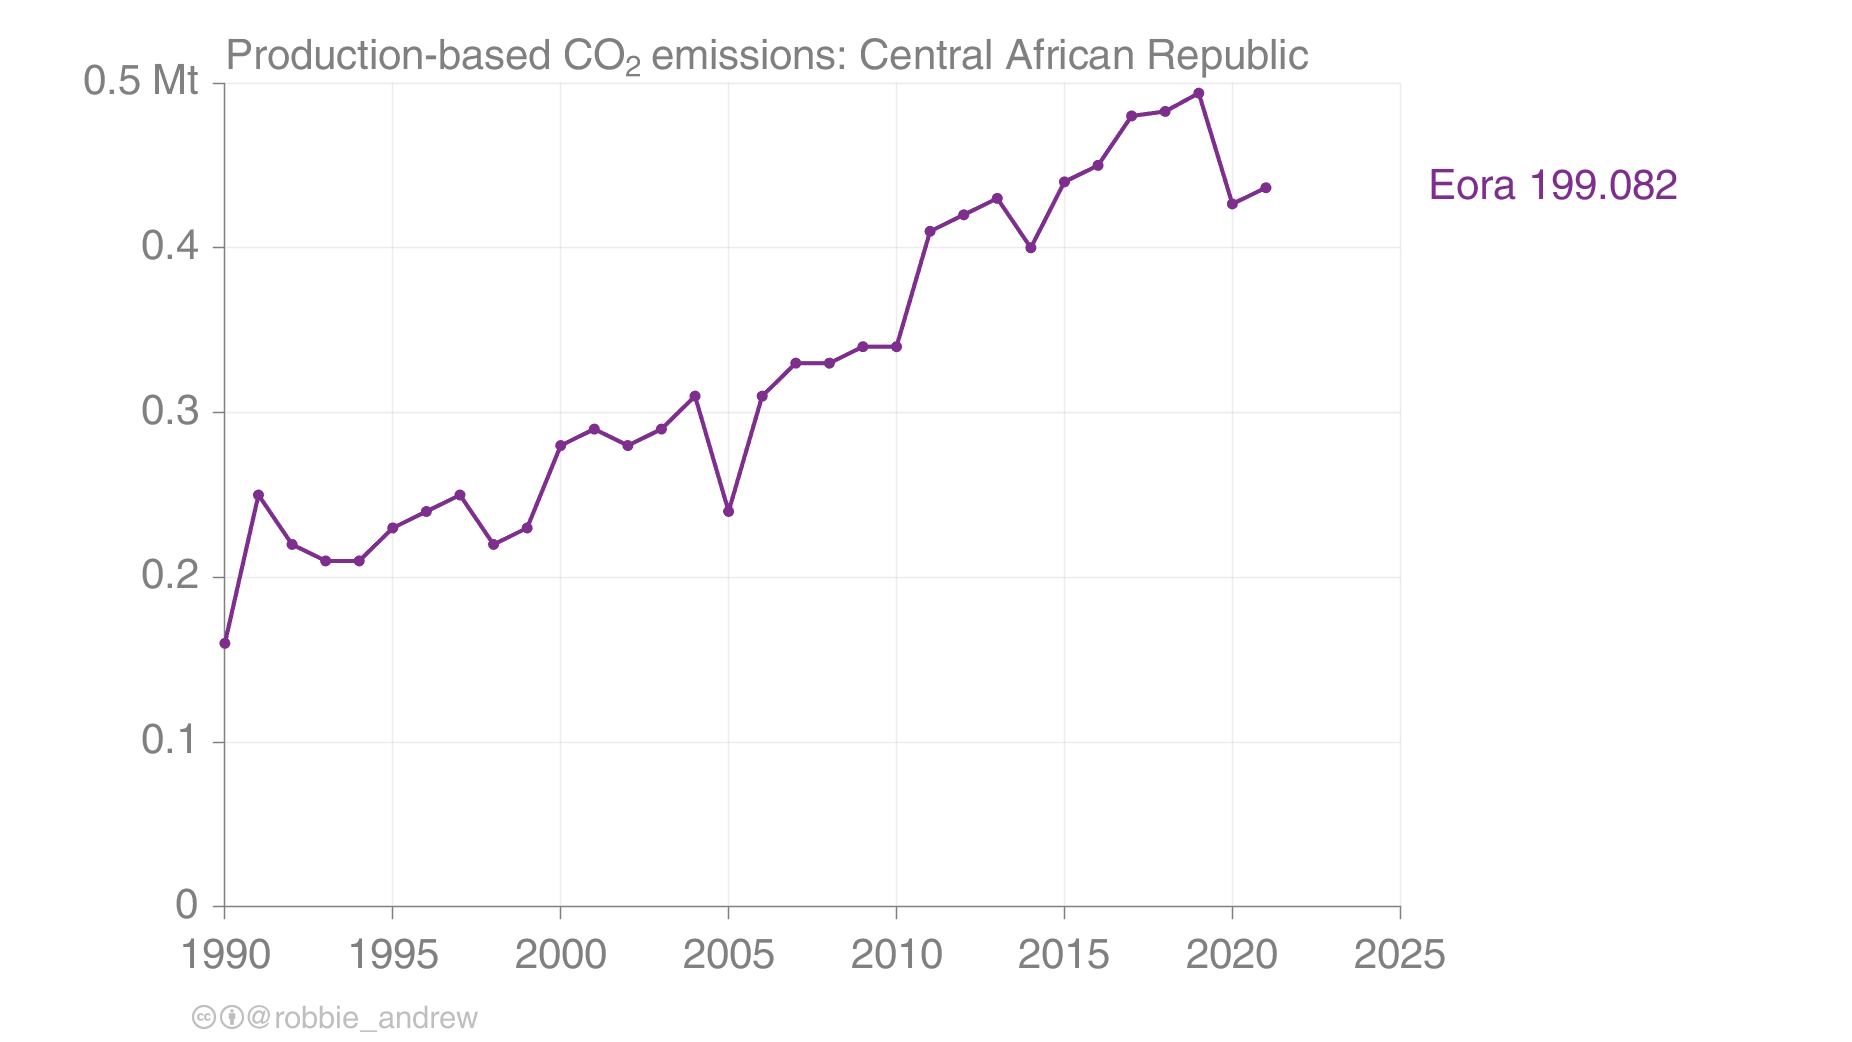 Production-based CO₂ emissions: Central African Republic
0.5 Mt
0.4
0.3
0.2
0.1
0
1990 1995 2000 2005 2010 2015 2020 2025
Eora 199.082
cc @robbie_andrew